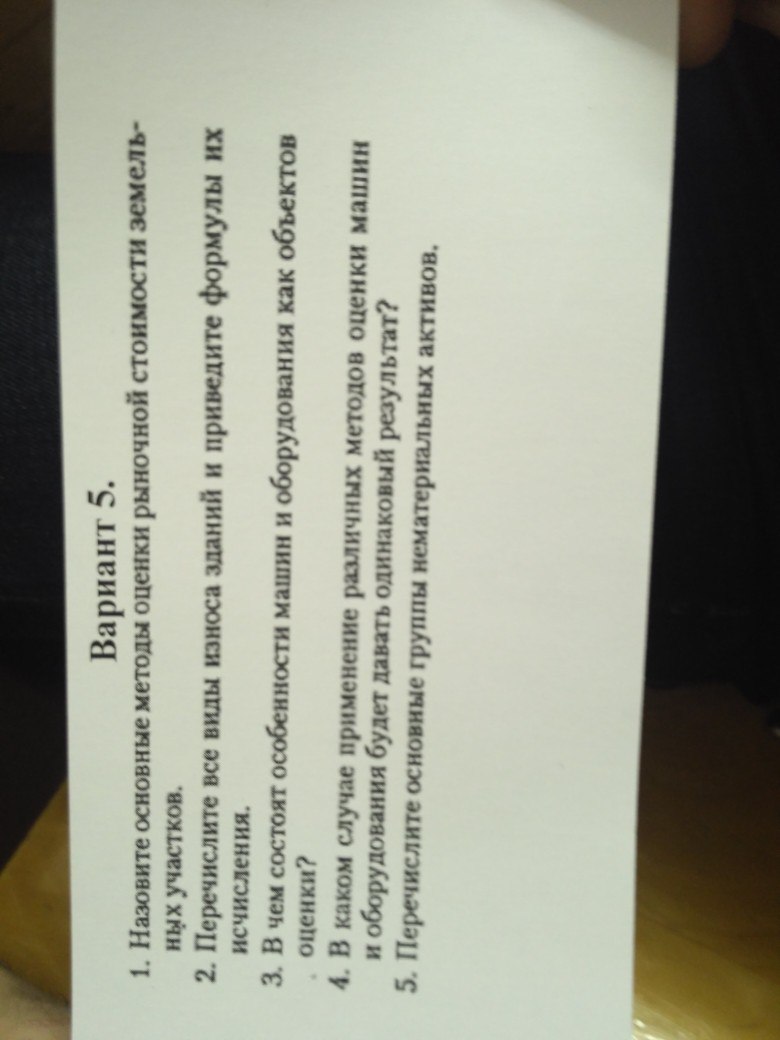 Вариант 5.
1. Назовите основные методы оценки рыночной стоимости земель-
ных участков.
2. Перечислите все виды износа зданий и приведите формулы их
исчисления.
3. В чем состоят особенности машин и оборудования как объектов
оценки?
4. В каком случае применение различных методов оценки машин
и оборудования будет давать одинаковый результат?
5. Перечислите основные группы нематериальных активов.